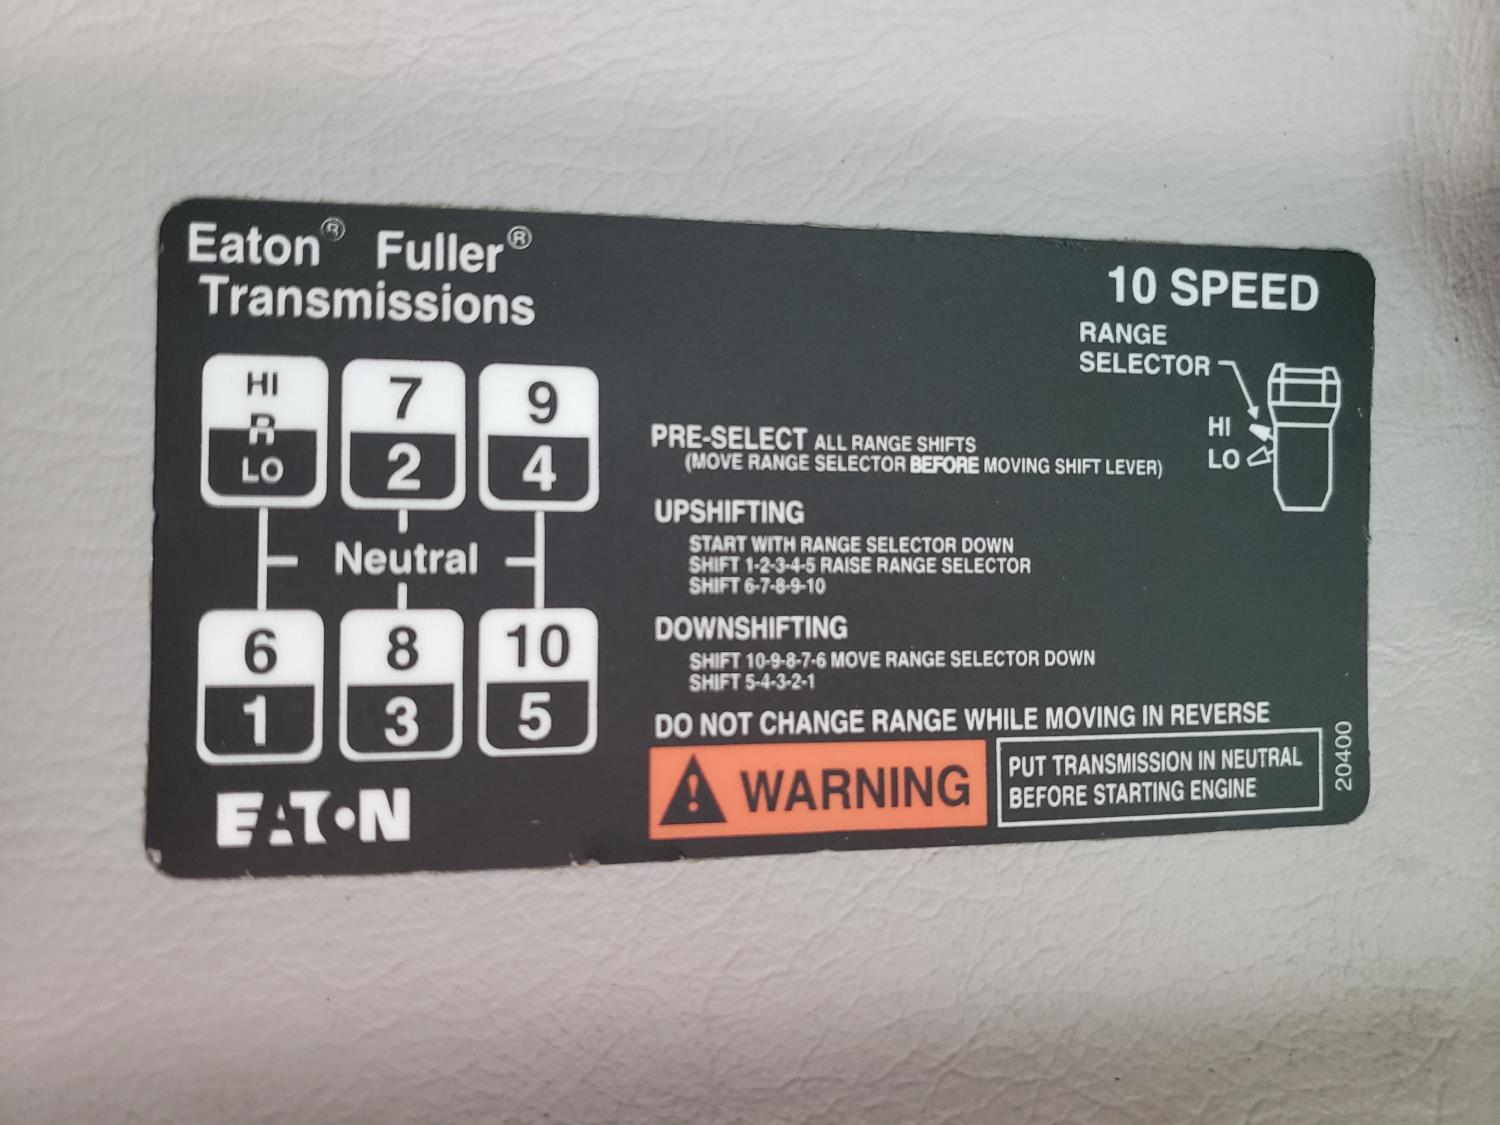 Eaton® Fuller®
Transmissions
10 SPEED
RANGE
SELECTOR
HI
LO
HI
R
LO
7
2
9
4
Neutral
6
1
8
3
10
5
EATON
PRE-SELECT ALL RANGE SHIFTS
(MOVE RANGE SELECTOR BEFORE MOVING SHIFT LEVER)
UPSHIFTING
START WITH RANGE SELECTOR DOWN
SHIFT 1-2-3-4-5 RAISE RANGE SELECTOR
SHIFT 6-7-8-9-10
DOWNSHIFTING
SHIFT 10-9-8-7-6 MOVE RANGE SELECTOR DOWN
SHIFT 5-4-3-2-1
DO NOT CHANGE RANGE WHILE MOVING IN REVERSE
WARNING
PUT TRANSMISSION IN NEUTRAL
BEFORE STARTING ENGINE
20400